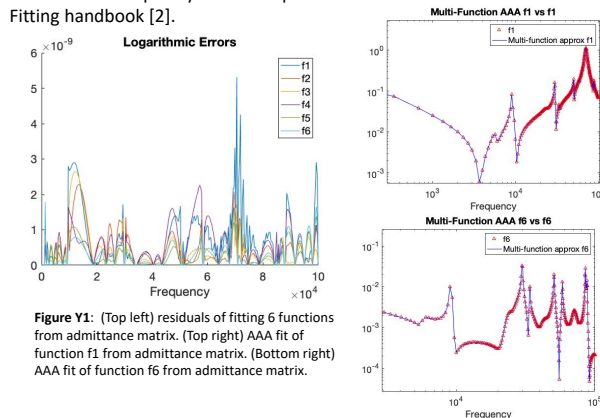 Fitting handbook [2].
Logarithmic Errors
×10⁻⁹
6
5
4
3
2
1
0
f1
f2
f3
f4
f5
f6
0 2 4 6 8 10
Frequency
×10⁴
Figure Y1: (Top left) residuals of fitting 6 functions
from admittance matrix. (Top right) AAA fit of
function f1 from admittance matrix. (Bottom right)
AAA fit of function f6 from admittance matrix.
Multi-Function AAA f1 vs f1
f1
Multi-function approx f1
10⁰
10⁻¹
10⁻²
10⁻³
10³ 10⁴
Frequency
Multi-Function AAA f6 vs f6
f6
Multi-function approx f6
10⁻¹
10⁻²
10⁻³
10⁻⁴
10⁴
Frequency